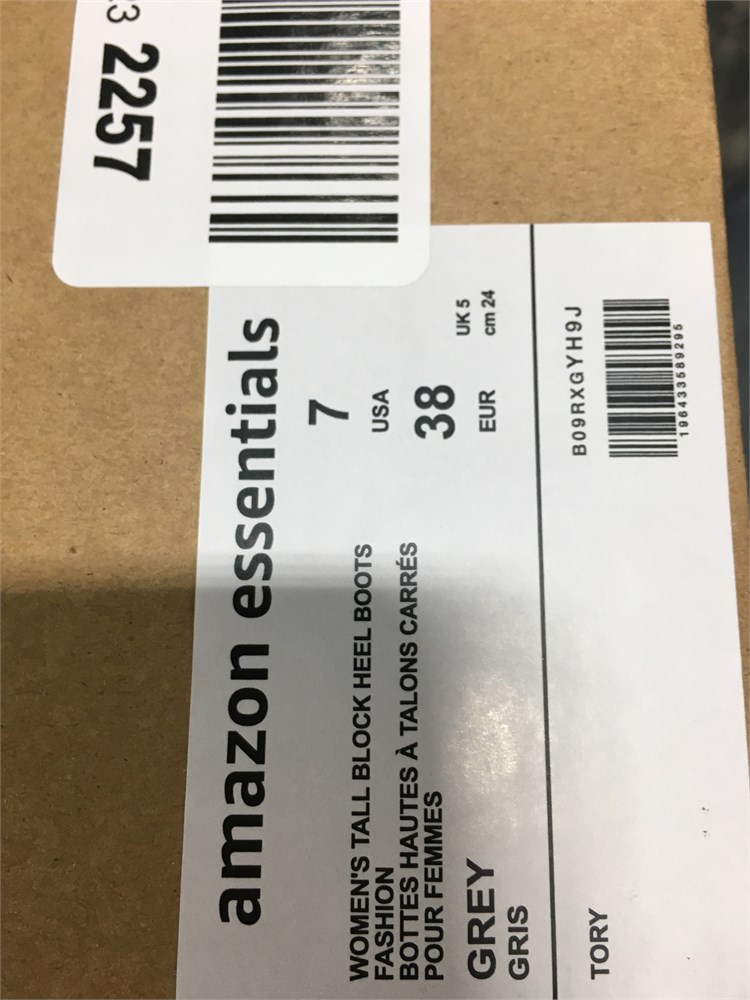 3 2257
amazon essentials
7
USA
38
EUR
UK 5
cm 24
WOMEN'S TALL BLOCK HEEL BOOTS
FASHION
BOTTES HAUTES À TALONS CARRÉS
POUR FEMMES
GREY
GRIS
B09RXGYH9J
196433589295
TORY